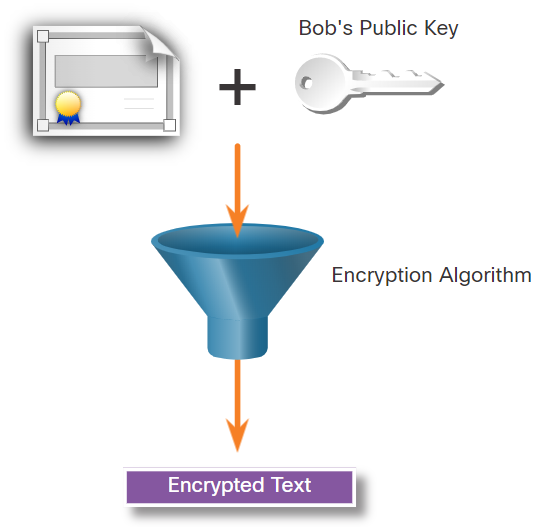 Bob's Public Key
Encryption Algorithm
Encrypted Text